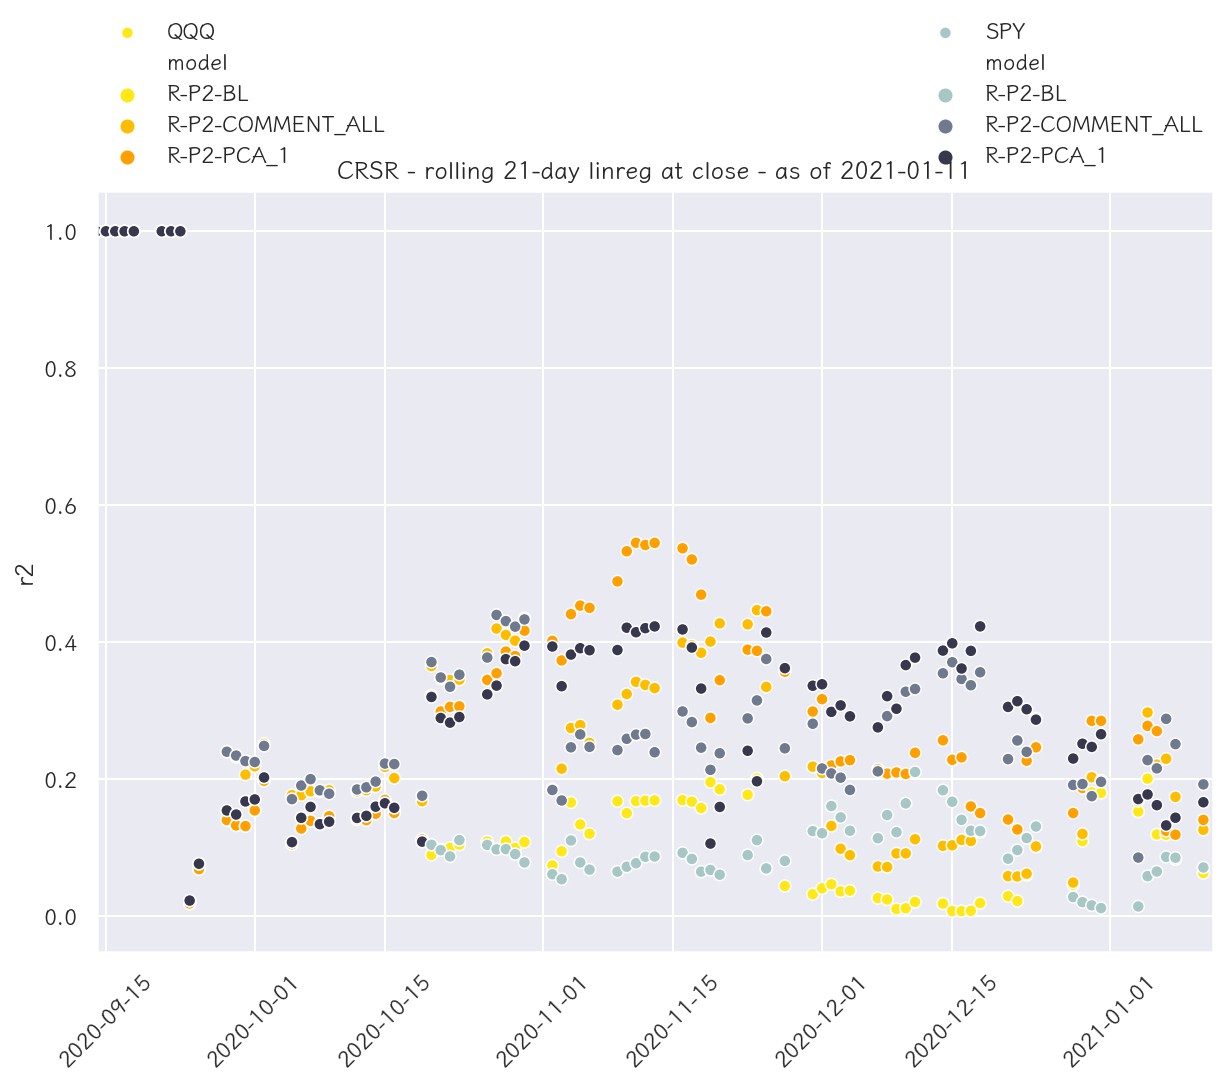 QQQ
model
R-P2-BL
R-P2-COMMENT_ALL
R-P2-PCA_1
SPY
model
R-P2-BL
R-P2-COMMENT_ALL
R-P2-PCA_1
CRSR - rolling 21-day linreg at close - as of 2021-01-11
1.0
0.8
0.6
0.4
0.2
0.0
r2
2020-09-15
2020-10-01
2020-10-15
2020-11-01
2020-11-15
2020-12-01
2020-12-15
2021-01-01